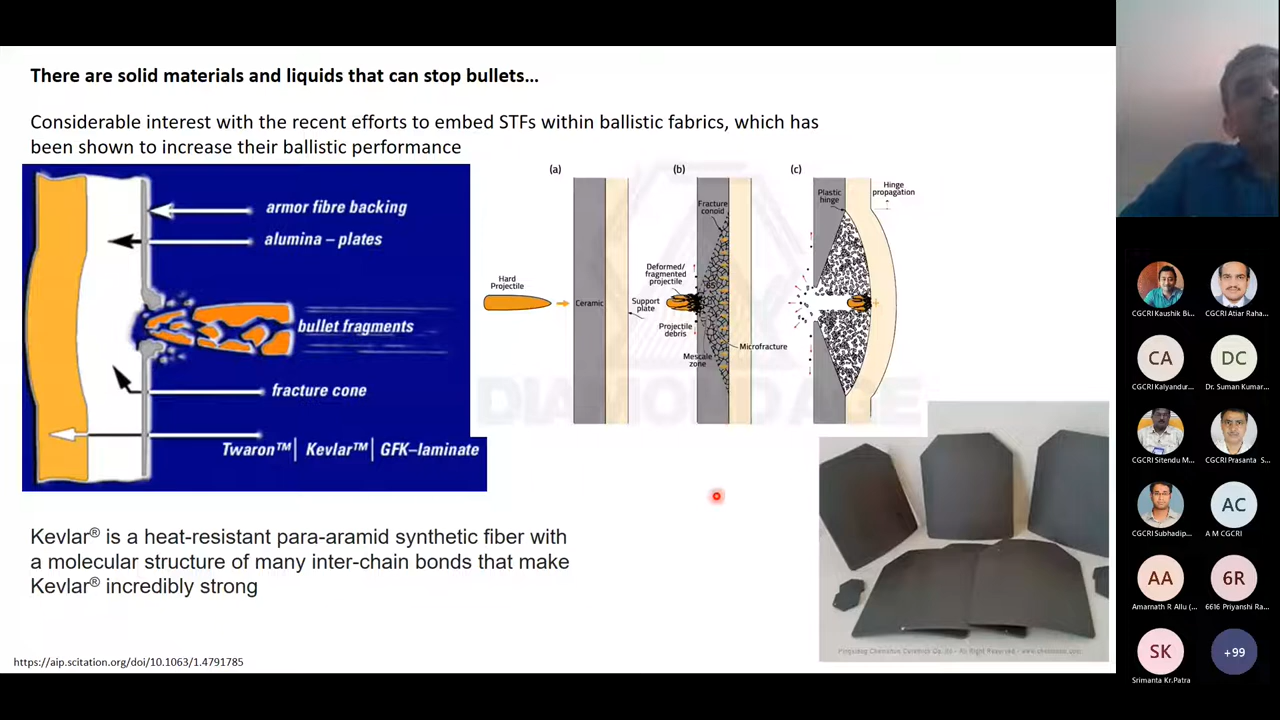 There are solid materials and liquids that can stop bullets...
Considerable interest with the recent efforts to embed STFs within ballistic fabrics, which has
been shown to increase their ballistic performance
armor fibre backing
alumina – plates
bullet fragments
fracture cone
Twaron™| Kevlar™| GFK–laminate
(a)
(b)
(c)
Hard
Projectile
Ceramic
Support
plate
Fracture
conoid
Deformed/
fragmented
projectile
Projectile
debris
Mescale
zone
Microfracture
Plastic
hinge
Hinge
propagation
DIAMOND AGE
Kevlar® is a heat-resistant para-aramid synthetic fiber with
a molecular structure of many inter-chain bonds that make
Kevlar® incredibly strong
https://aip.scitation.org/doi/10.1063/1.4791785
CGCRI Kaushik Bi...
CGCRI Atiar Raha...
CA
DC
CGCRI Kalyandur...
Dr. Suman Kumar...
CGCRI Sitendu M...
CGCRI Prasanta S...
AC
CGCRI Subhadip...
A M CGCRI
AA
6R
Amarnath R Allu (...
6616 Priyanshi Ra...
SK
+99
Srimanta Kr.Patra